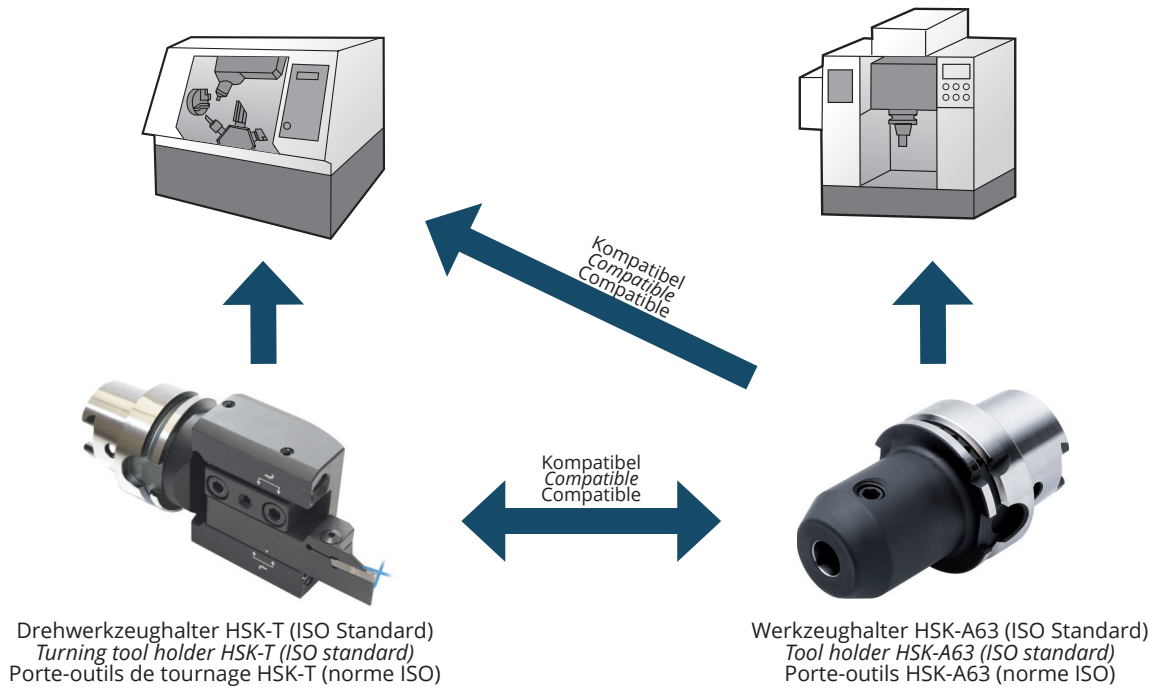 Kompatibel
Compatible
Compatible
Kompatibel
Compatible
Compatible
Drehwerkzeughalter HSK-T (ISO Standard)
Turning tool holder HSK-T (ISO standard)
Porte-outils de tournage HSK-T (norme ISO)
Werkzeughalter HSK-A63 (ISO Standard)
Tool holder HSK-A63 (ISO standard)
Porte-outils HSK-A63 (norme ISO)